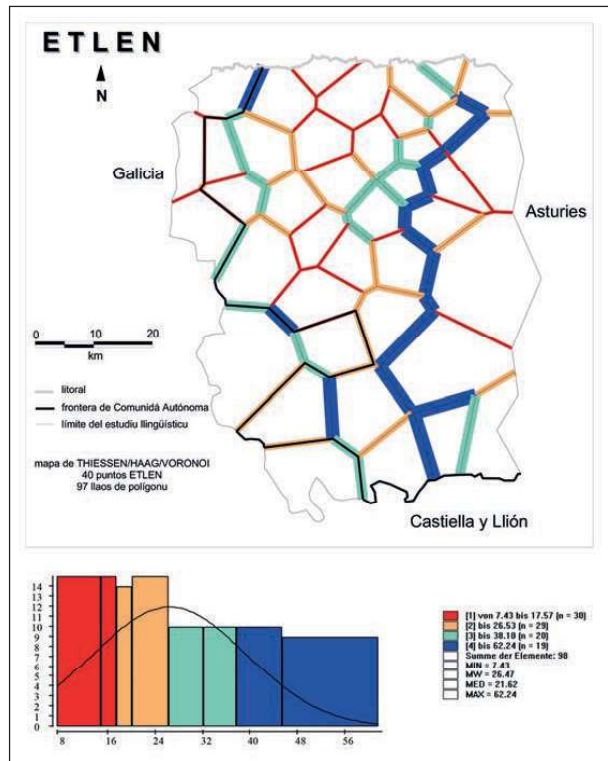 ETLEN
N
Galicia
Asturies
0 10 20
km
litoral
frontera de Comunidá Autónoma
límite del estudiu llingüísticu
mapa de THIESSEN/HAAG/VORONOI
40 puntos ETLEN
97 llaos de polígonu
Castiella y Llión
14
13
12
11
10
9
8
7
6
5
4
3
2
1
0
8 16 24 32 40 48 56
[1] von 7.43 bis 17.57 (n = 30)
[2] bis 26.53 (n = 29)
[3] bis 38.10 (n = 20)
[4] bis 62.24 (n = 19)
Summe der Elemente: 98
MIN = 7.43
MW = 26.47
MED = 21.62
MAX = 62.24